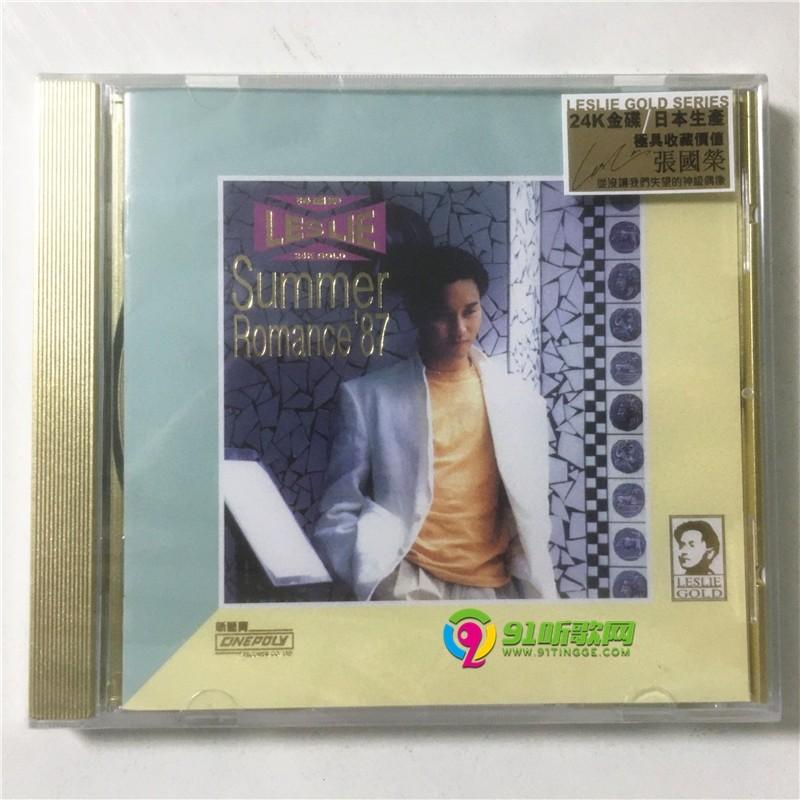 LESLIE GOLD SERIES
24K金碟/日本生產
極具收藏價值
張國榮
從沒讓我們失望的神級偶像
LESLIE
24K GOLD
Summer
Romance '87
LESLIE
GOLD
CINEPOLY
91听歌网
WWW.91TINGGE.COM